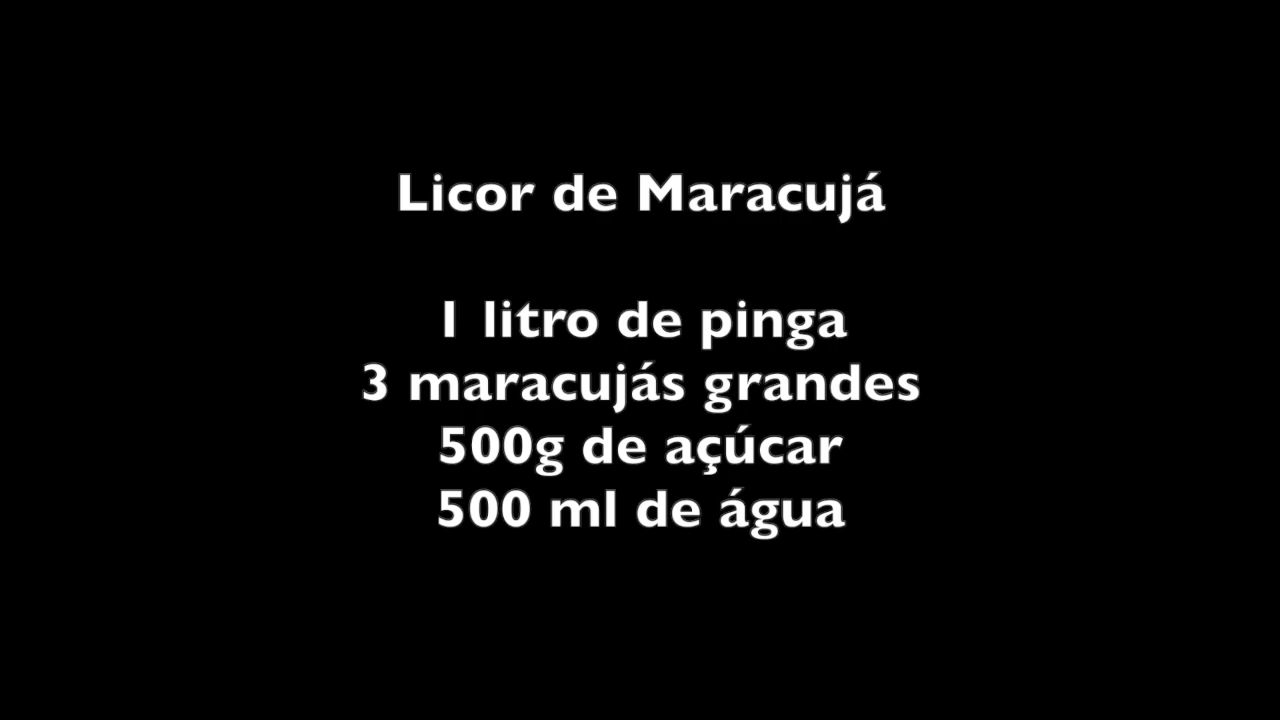 Licor de Maracujá
1 litro de pinga
3 maracujás grandes
500g de açúcar
500 ml de água